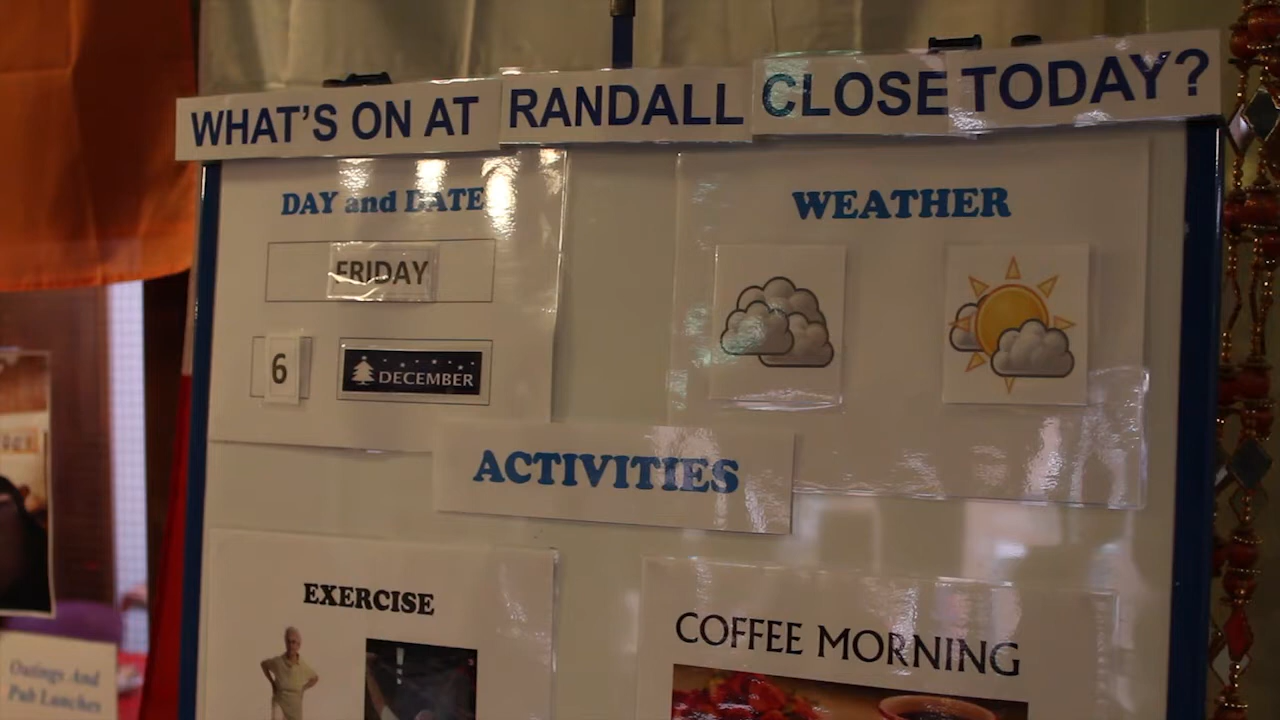 WHAT'S ON AT RANDALL CLOSE TODAY?
DAY and DATE
FRIDAY
6 DECEMBER
WEATHER
ACTIVITIES
EXERCISE
COFFEE MORNING
Outings And
Pub Lunches